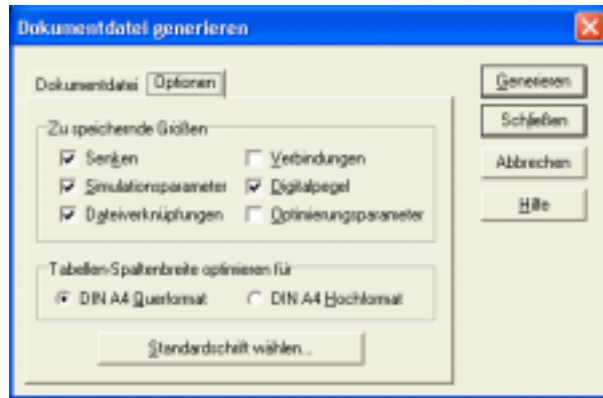 Dokumentdatei generieren
Dokumentdatei Optionen
Generieren
Schließen
Abbrechen
Hilfe
Zu speichernde Größen
Senken Verbindungen
Simulationsparameter Digitalpegel
Dateiverknüpfungen Optimierungsparameter
Tabellen-Spaltenbreite optimieren für
DIN A4 Querformat DIN A4 Hochformat
Standardschrift wählen...